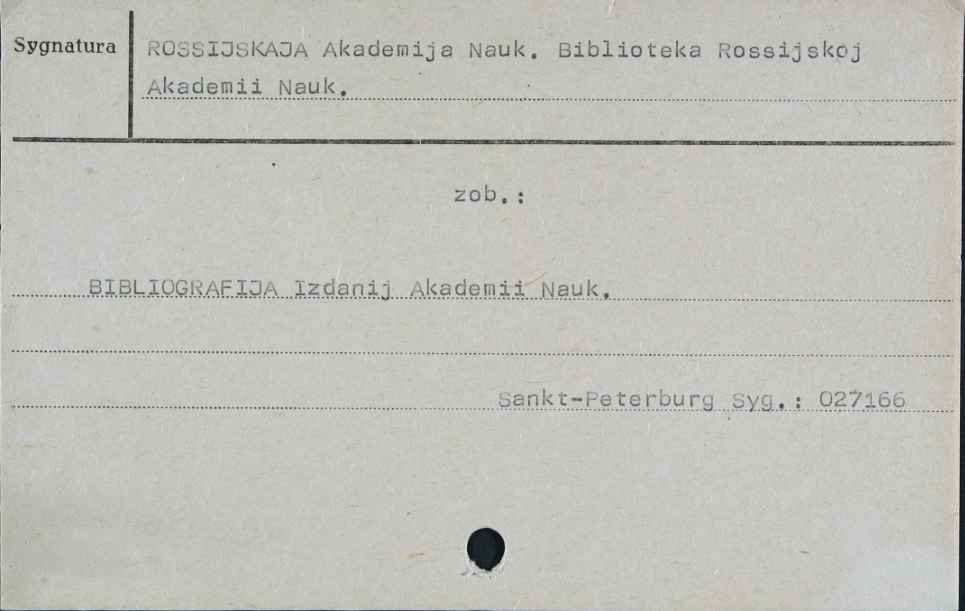 Sygnatura
ROSSIJSKAJA Akademija Nauk. Biblioteka Rossijskoj
Akademii Nauk.
zob.:
BIBLIOGRAFIJA Izdanij Akademii Nauk.
Sankt-Peterburg Syg.: 027166